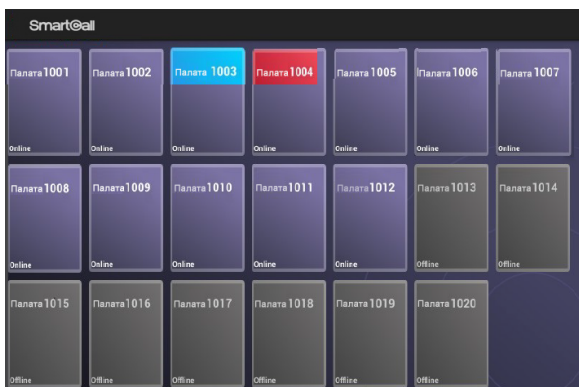 Smart@all
Палата 1001 Палата 1002 Палата 1003 Палата 1004 Палата 1005 Палата 1006 Палата 1007
Online Online Online Online Online Online Online
Палата 1008 Палата 1009 Палата 1010 Палата 1011 Палата 1012 Палата 1013 Палата 1014
Online Online Online Online Online Offline Offline
Палата 1015 Палата 1016 Палата 1017 Палата 1018 Палата 1019 Палата 1020
Offline Offline Offline Offline Offline Offline